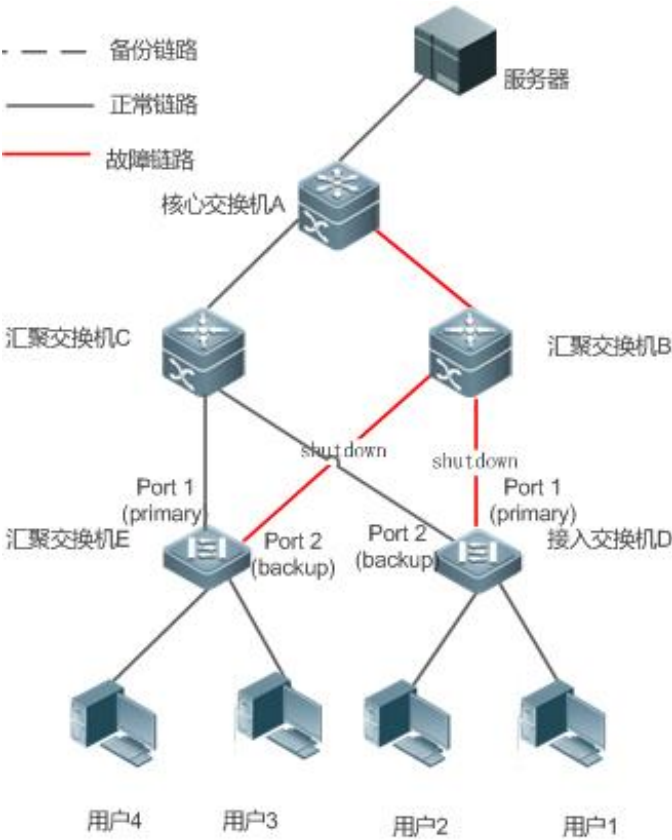 备份链路
服务器
正常链路
故障链路
核心交换机A
汇聚交换机C
汇聚交换机B
shutdown
shutdown
Port 1
(primary)
Port 1
(primary)
汇聚交换机E
Port 2
(backup)
Port 2
(backup)
接入交换机D
用户4
用户3
用户2
用户1